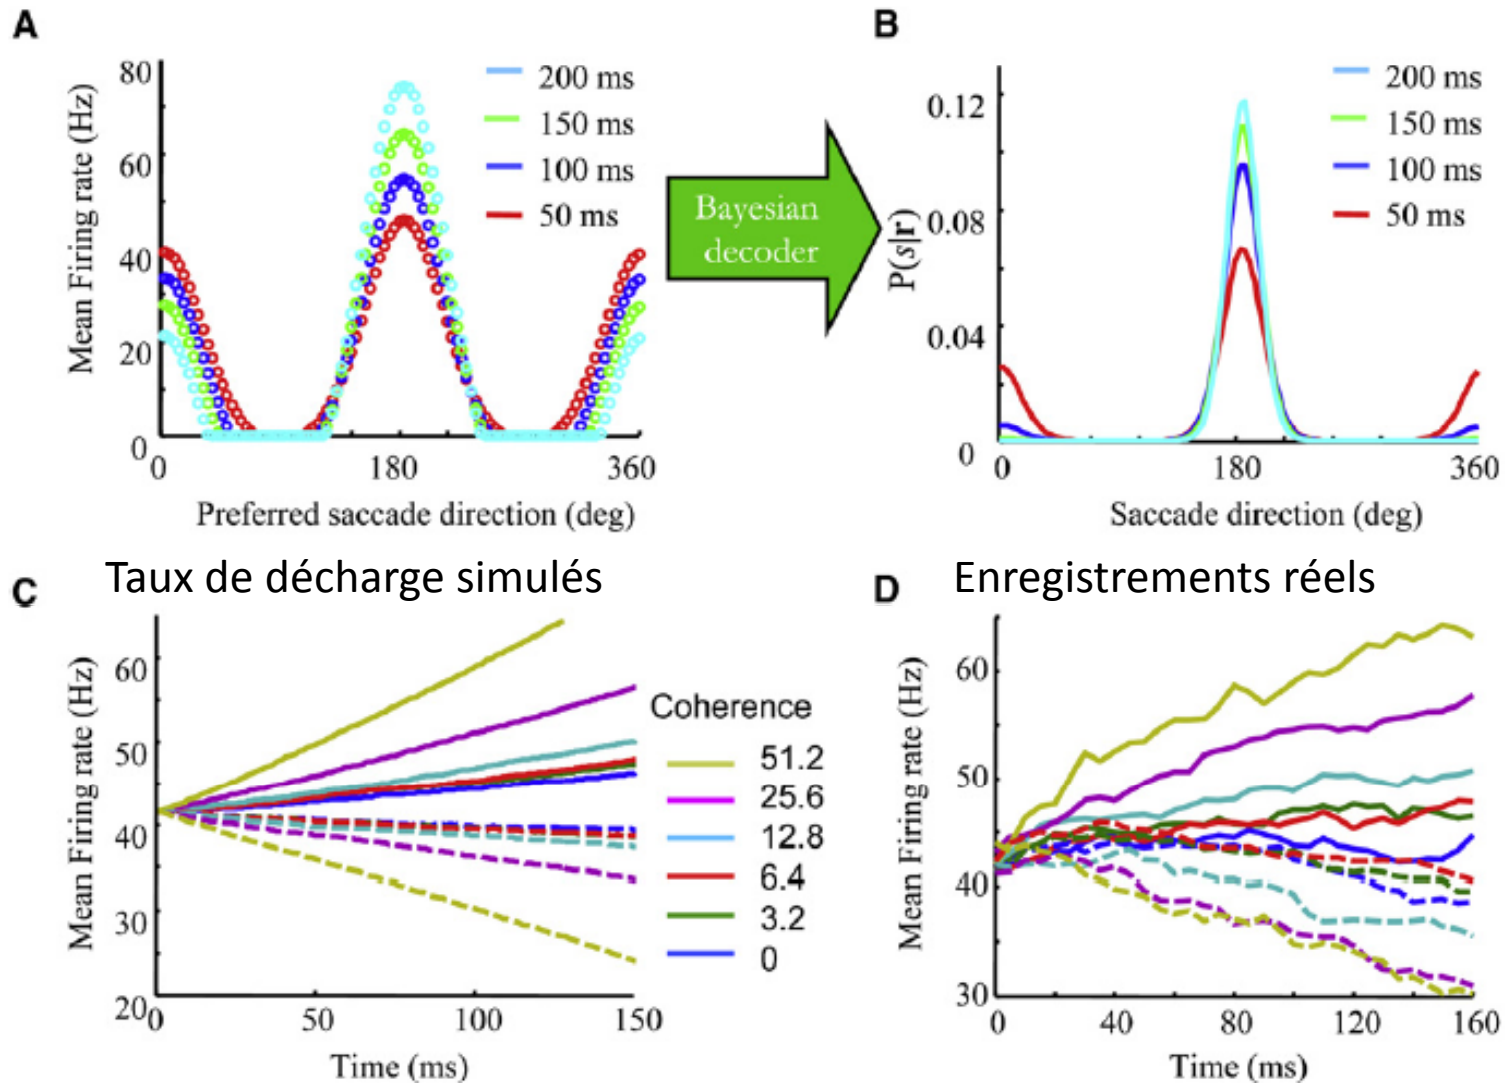 A
Mean Firing rate (Hz)
80
60
40
20
0
0
180
360
Preferred saccade direction (deg)
200 ms
150 ms
100 ms
50 ms
Bayesian
decoder
B
P(s|r)
0.12
0.08
0.04
0
0
180
360
Saccade direction (deg)
200 ms
150 ms
100 ms
50 ms
C
Taux de décharge simulés
Mean Firing rate (Hz)
60
50
40
30
20
0
50
100
150
Time (ms)
Coherence
51.2
25.6
12.8
6.4
3.2
0
D
Enregistrements réels
Mean Firing rate (Hz)
60
50
40
30
0
40
80
120
160
Time (ms)